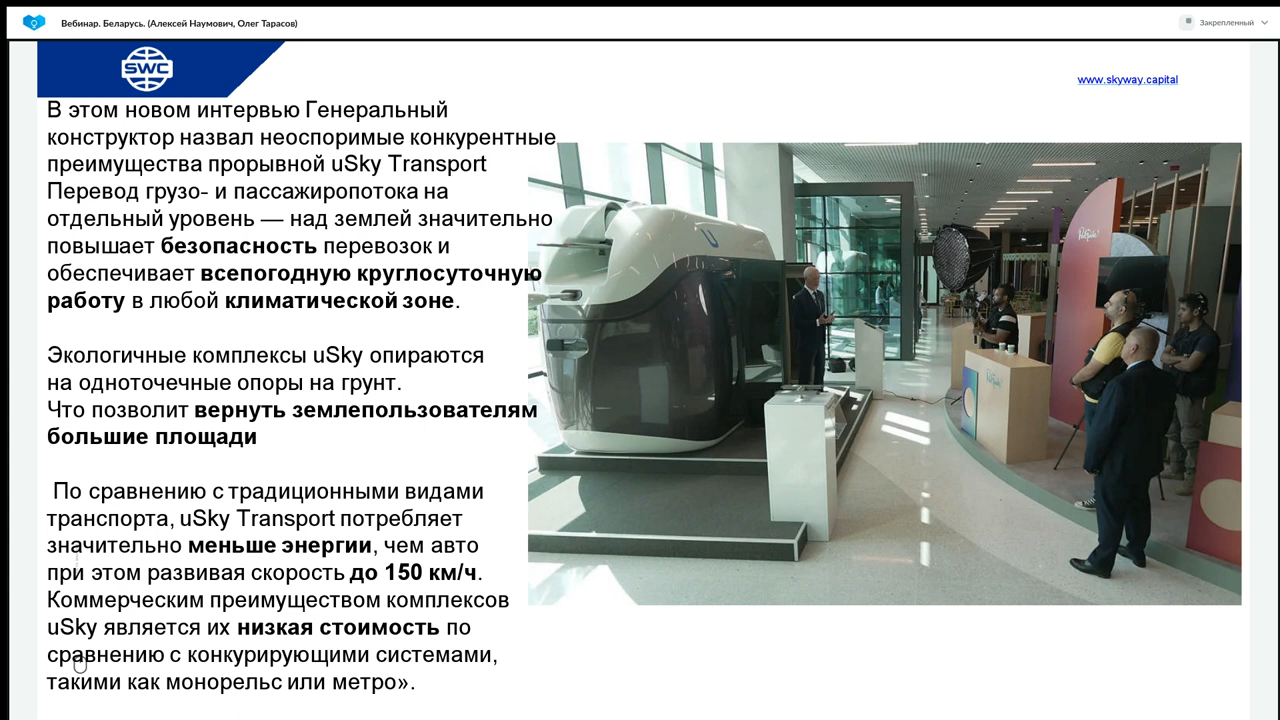 Вебинар. Беларусь. (Алексей Наумович, Олег Тарасов)
Закрепленный
SWC
www.skyway.capital
В этом новом интервью Генеральный
конструктор назвал неоспоримые конкурентные
преимущества прорывной uSky Transport
Перевод грузо- и пассажиропотока на
отдельный уровень — над землей значительно
повышает безопасность перевозок и
обеспечивает всепогодную круглосуточную
работу в любой климатической зоне.
Экологичные комплексы uSky опираются
на одноточечные опоры на грунт.
Что позволит вернуть землепользователям
большие площади
По сравнению с традиционными видами
транспорта, uSky Transport потребляет
значительно меньше энергии, чем авто
при этом развивая скорость до 150 км/ч.
Коммерческим преимуществом комплексов
uSky является их низкая стоимость по
сравнению с конкурирующими системами,
такими как монорельс или метро».